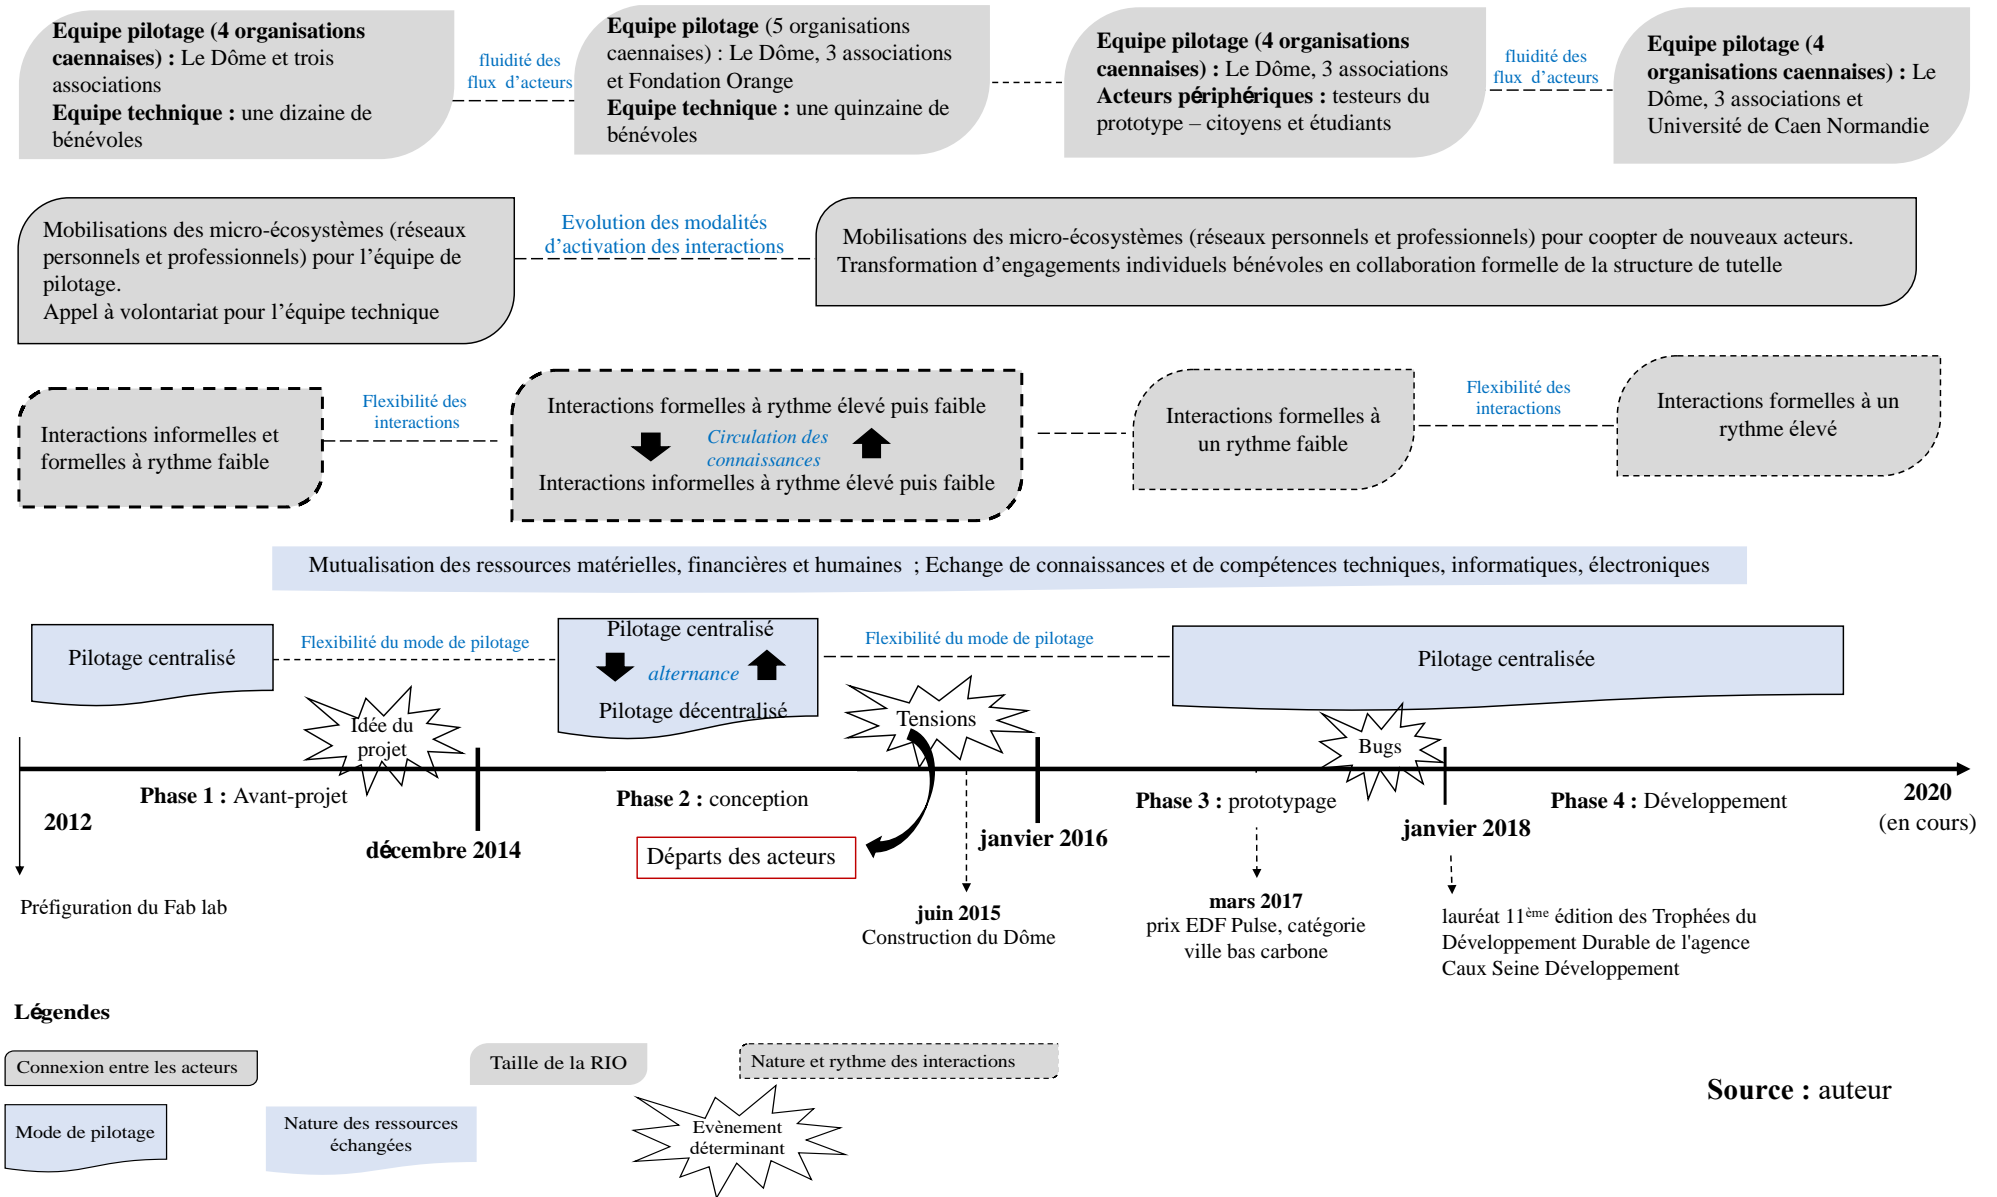 Equipe pilotage (4 organisations
caennaises) : Le Dôme et trois
associations
Equipe technique : une dizaine de
bénévoles
fluidité des
flux d’acteurs
Equipe pilotage (5 organisations
caennaises) : Le Dôme, 3 associations
et Fondation Orange
Equipe technique : une quinzaine de
bénévoles
Equipe pilotage (4 organisations
caennaises) : Le Dôme, 3 associations
Acteurs périphériques : testeurs du
prototype – citoyens et étudiants
fluidité des
flux d’acteurs
Equipe pilotage (4
organisations caennaises) : Le
Dôme, 3 associations et
Université de Caen Normandie
Mobilisations des micro-écosystèmes (réseaux
personnels et professionnels) pour l’équipe de
pilotage.
Appel à volontariat pour l’équipe technique
Evolution des modalités
d’activation des interactions
Mobilisations des micro-écosystèmes (réseaux personnels et professionnels) pour coopter de nouveaux acteurs.
Transformation d’engagements individuels bénévoles en collaboration formelle de la structure de tutelle
Interactions informelles et
formelles à rythme faible
Flexibilité des
interactions
Interactions formelles à rythme élevé puis faible
Circulation des
connaissances
Interactions informelles à rythme élevé puis faible
Interactions formelles à
un rythme faible
Flexibilité des
interactions
Interactions formelles à un
rythme élevé
Mutualisation des ressources matérielles, financières et humaines ; Echange de connaissances et de compétences techniques, informatiques, électroniques
Pilotage centralisé
Flexibilité du mode de pilotage
Pilotage centralisé
alternance
Pilotage décentralisé
Flexibilité du mode de pilotage
Pilotage centralisée
Idée du
projet
Tensions
Bugs
Phase 1 : Avant-projet
Phase 2 : conception
Phase 3 : prototypage
Phase 4 : Développement
2012
décembre 2014
janvier 2016
janvier 2018
2020
(en cours)
Départs des acteurs
Préfiguration du Fab lab
juin 2015
Construction du Dôme
mars 2017
prix EDF Pulse, catégorie
ville bas carbone
lauréat 11ème édition des Trophées du
Développement Durable de l'agence
Caux Seine Développement
Légendes
Connexion entre les acteurs
Taille de la RIO
Nature et rythme des interactions
Mode de pilotage
Nature des ressources
échangées
Evènement
déterminant
Source : auteur